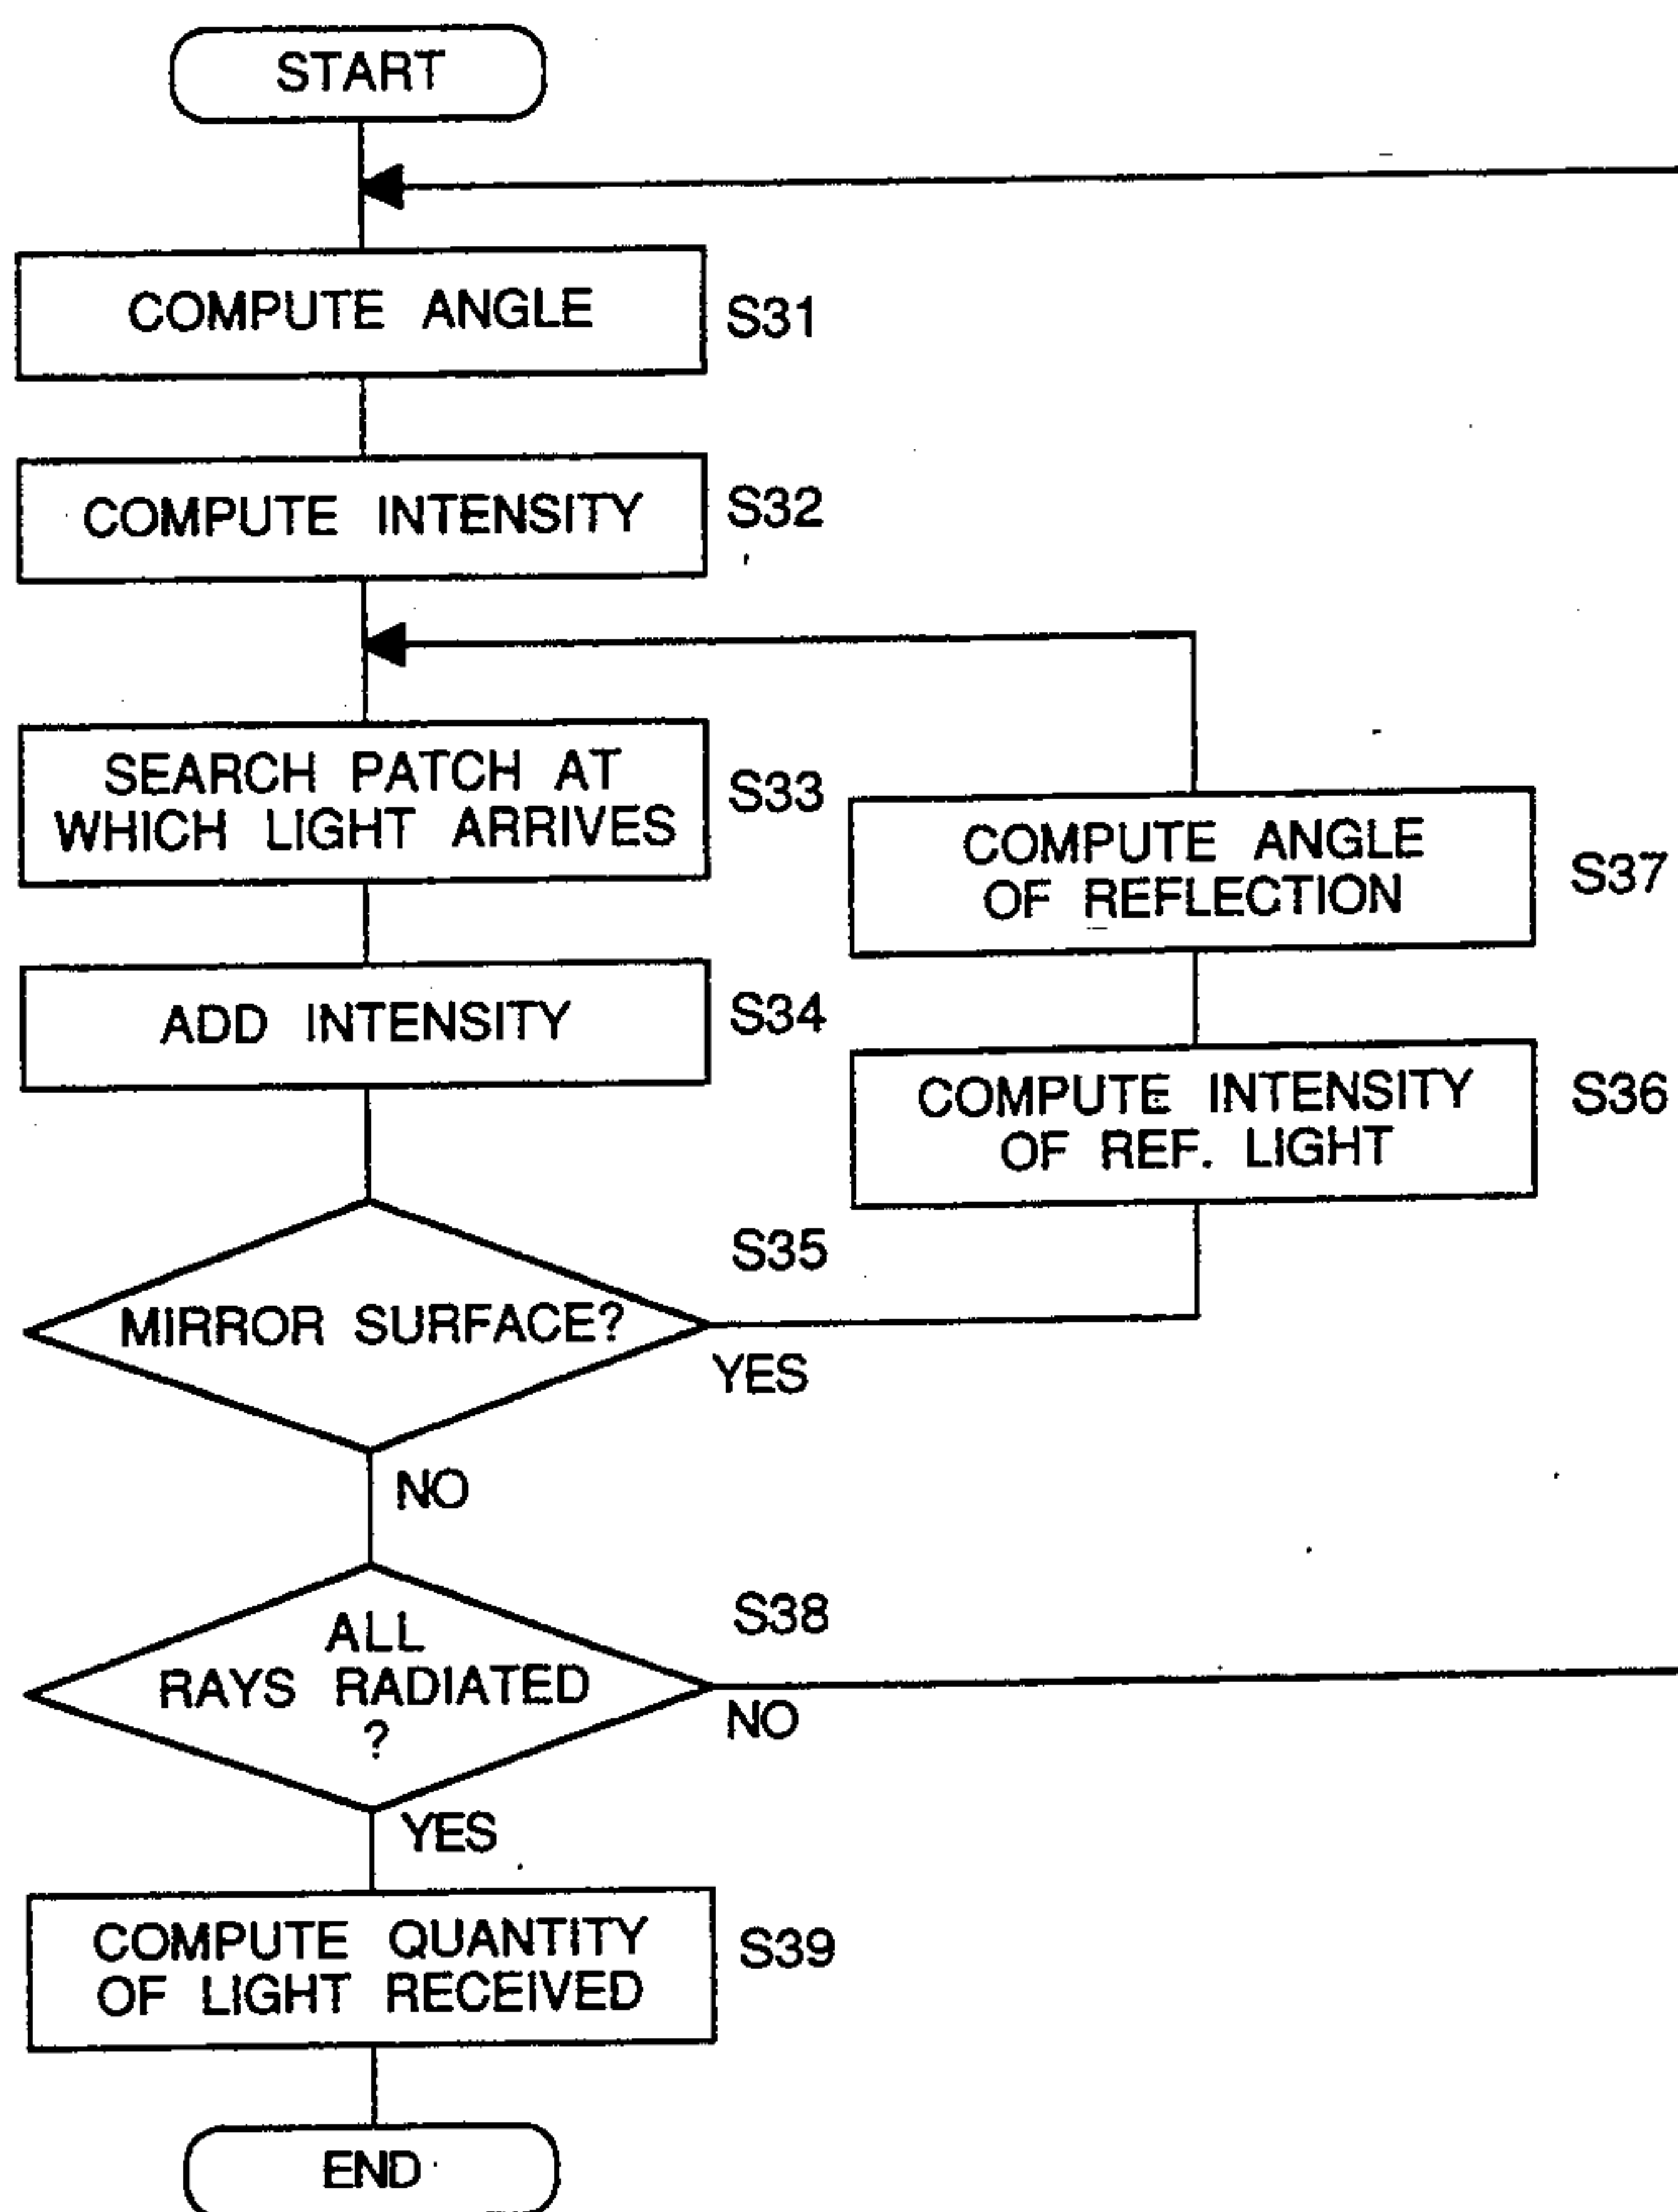 START
COMPUTE ANGLE
S31
COMPUTE INTENSITY
S32
SEARCH PATCH AT
WHICH LIGHT ARRIVES
S33
COMPUTE ANGLE
OF REFLECTION
S37
ADD INTENSITY
S34
COMPUTE INTENSITY
OF REF. LIGHT
S36
S35
MIRROR SURFACE?
YES
NO
S38
ALL
RAYS RADIATED
?
NO
YES
COMPUTE QUANTITY
OF LIGHT RECEIVED
S39
END